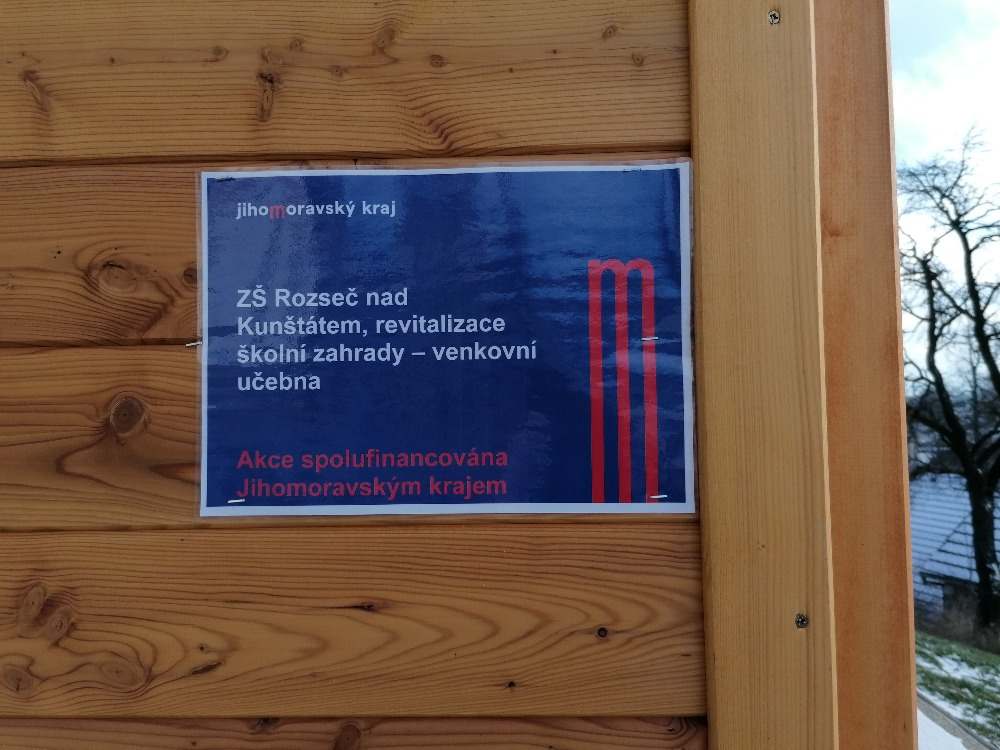 jihomoravský kraj
ZŠ Rozseč nad
Kunštátem, revitalizace
školní zahrady – venkovní
učebna
Akce spolufinancována
Jihomoravským krajem